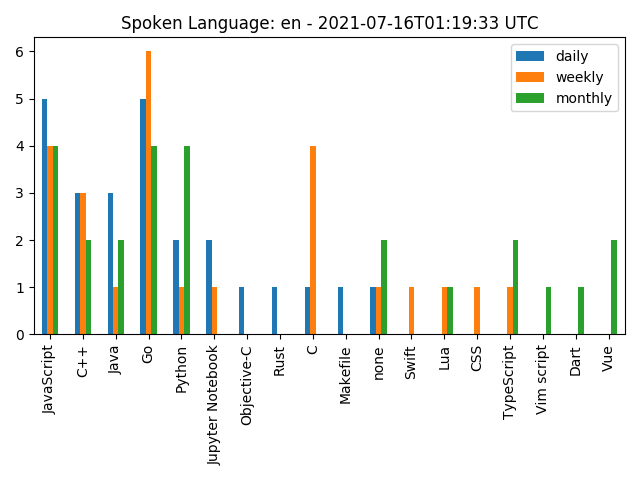 Spoken Language: en - 2021-07-16T01:19:33 UTC
daily
weekly
monthly
6
5
4
3
2
1
0
JavaScript
C++
Java
Go
Python
Jupyter Notebook
Objective-C
Rust
C
Makefile
none
Swift
Lua
CSS
TypeScript
Vim script
Dart
Vue